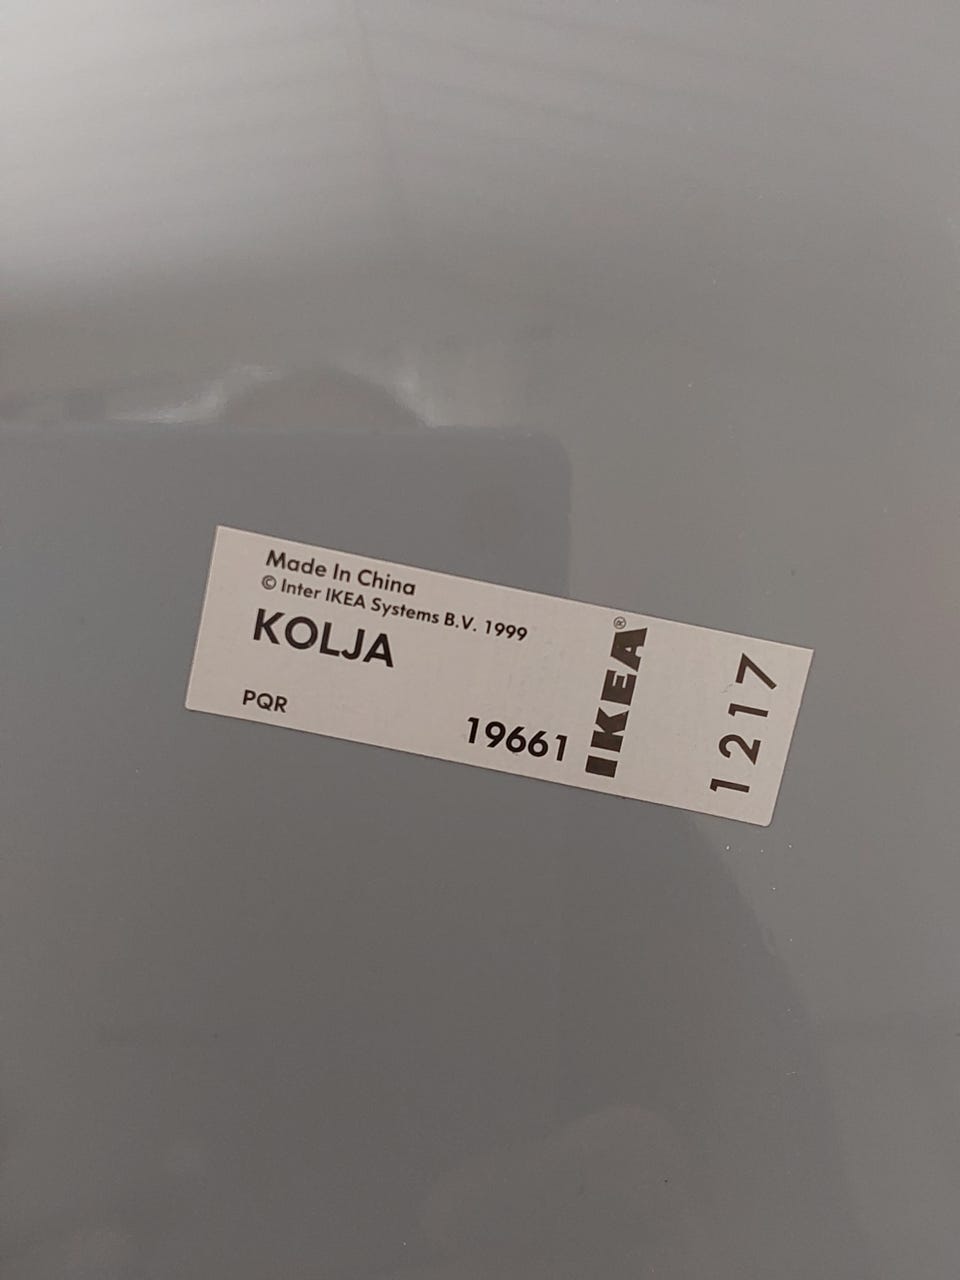 Made In China
© Inter IKEA Systems B.V. 1999
KOLJA
PQR
19661
IKEA®
1217